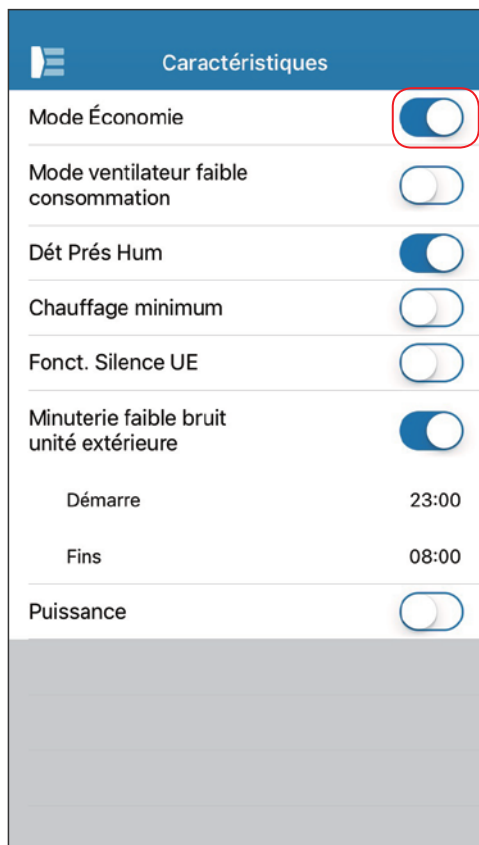 Caractéristiques
Mode Économie
Mode ventilateur faible
consommation
Dét Prés Hum
Chauffage minimum
Fonct. Silence UE
Minuterie faible bruit
unité extérieure
Démarre 23:00
Fins 08:00
Puissance